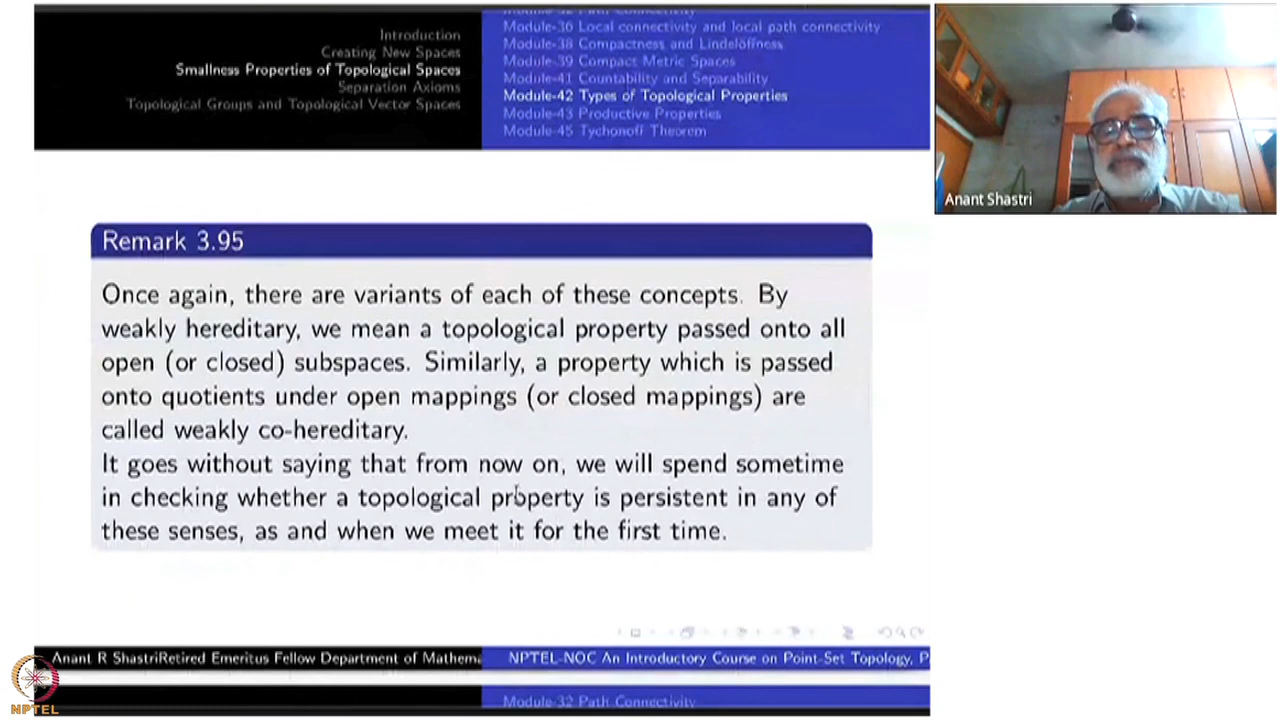 Introduction
Creating New Spaces
Smallness Properties of Topological Spaces
Separation Axioms
Topological Groups and Topological Vector Spaces
Module-32 Path Connectivity
Module-36 Local connectivity and local path connectivity
Module-38 Compactness and Lindelöffness
Module-39 Compact Metric Spaces
Module-41 Countability and Separability
Module-42 Types of Topological Properties
Module-43 Productive Properties
Module-45 Tychonoff Theorem
Anant Shastri
Remark 3.95
Once again, there are variants of each of these concepts. By
weakly hereditary, we mean a topological property passed onto all
open (or closed) subspaces. Similarly, a property which is passed
onto quotients under open mappings (or closed mappings) are
called weakly co-hereditary.
It goes without saying that from now on, we will spend sometime
in checking whether a topological property is persistent in any of
these senses, as and when we meet it for the first time.
Anant R ShastriRetired Emeritus Fellow Department of Mathema
NPTEL-NOC An Introductory Course on Point-Set Topology, P
Module-32 Path Connectivity
NPTEL